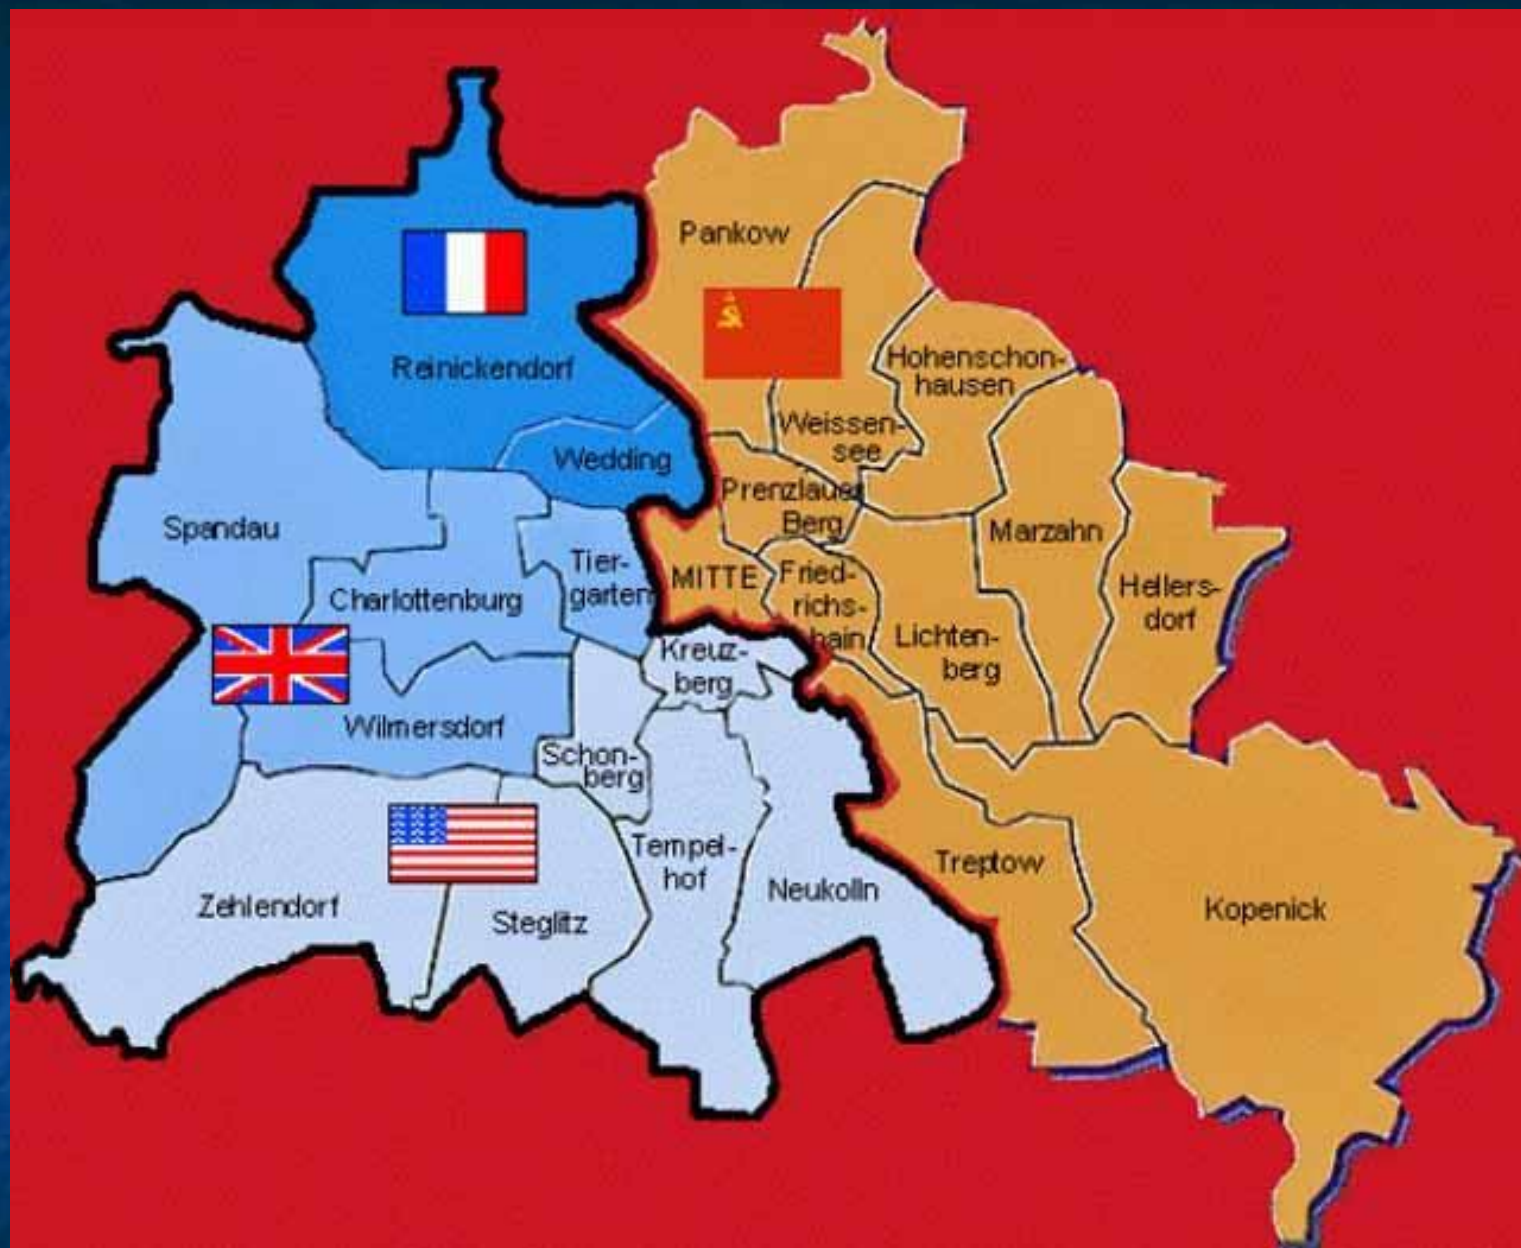 Pankow
Reinickendorf
Hohenschon-
hausen
Weissen-
see
Wedding
Prenzlauer
Berg
Spandau
Marzahn
Tier-
garten
MITTE
Fried-
richs-
hain
Charlottenburg
Hellers-
dorf
Lichten-
berg
Kreuz-
berg
Wilmersdorf
Schon-
berg
Tempel-
hof
Treptow
Neukolln
Zehlendorf
Steglitz
Kopenick